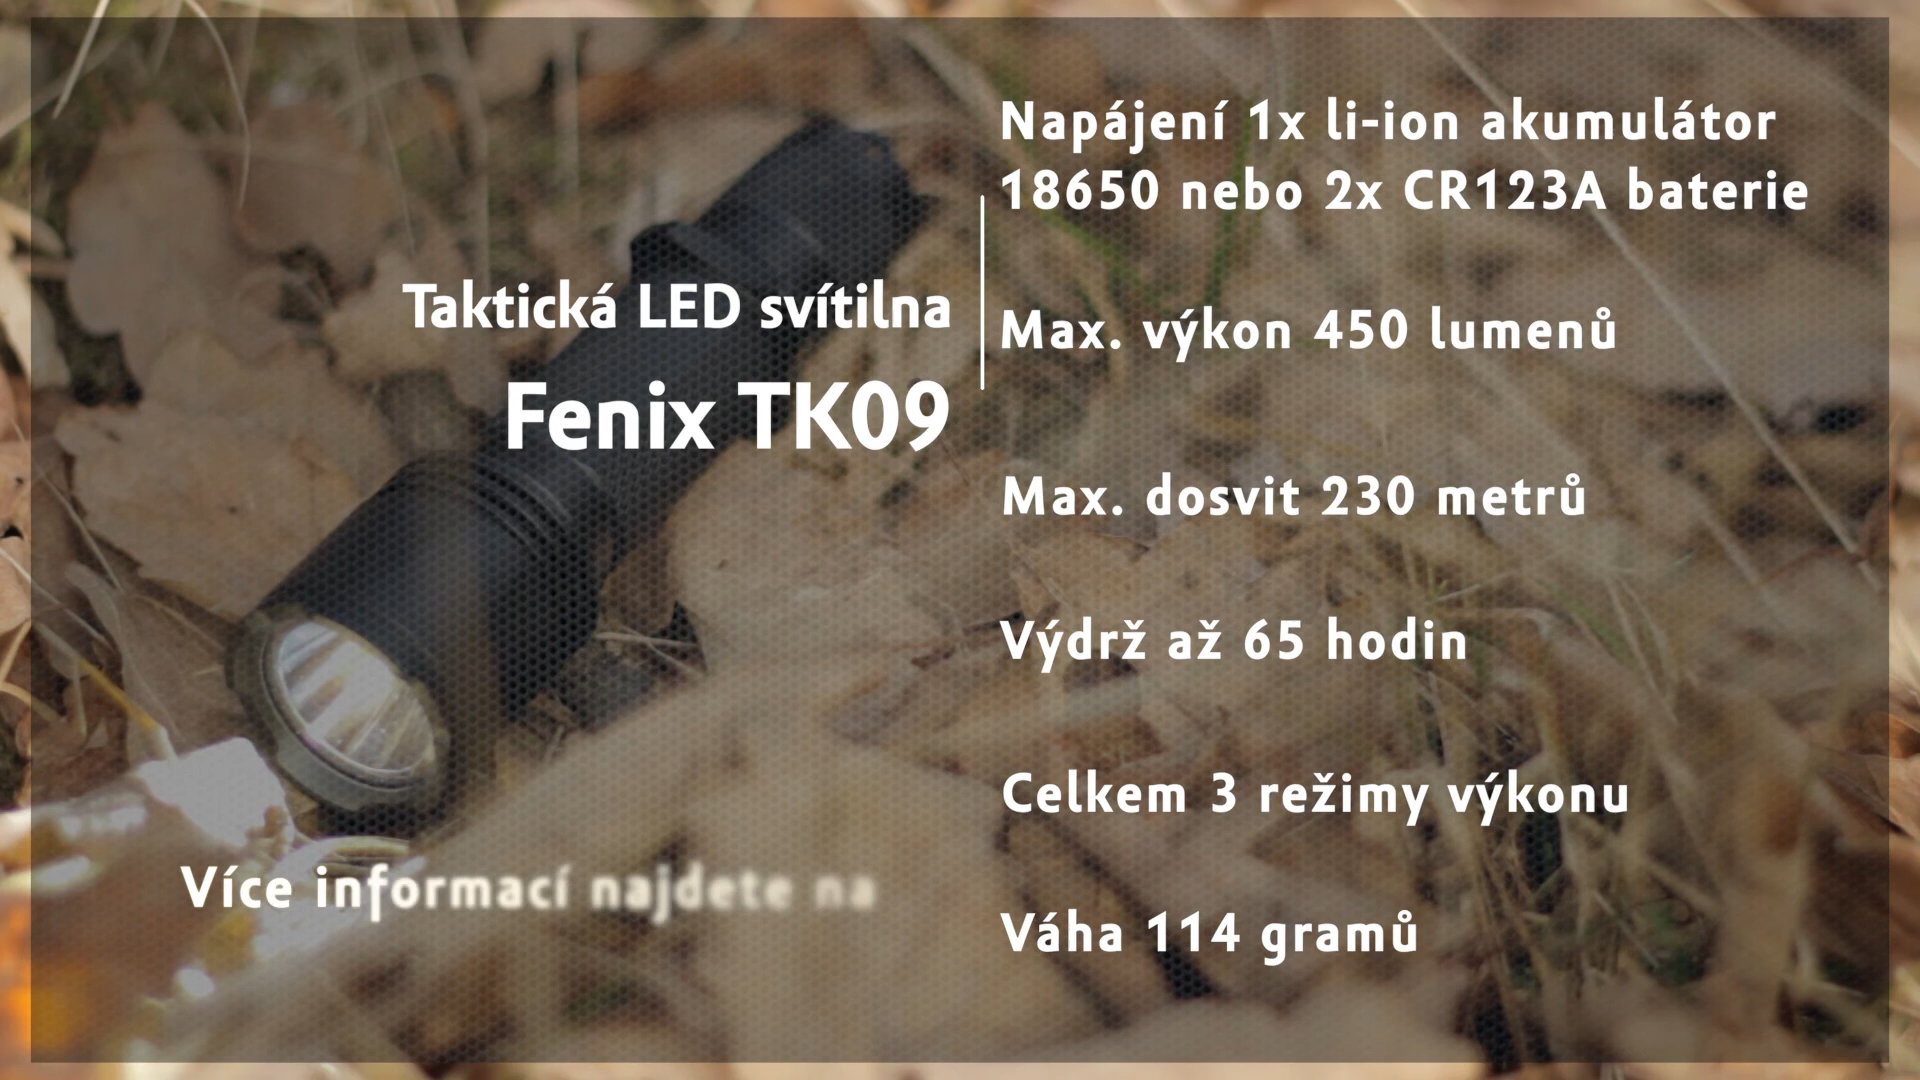 Taktická LED svítilna
Fenix TK09
Napájení 1x li-ion akumulátor
18650 nebo 2x CR123A baterie
Max. výkon 450 lumenů
Max. dosvit 230 metrů
Výdrž až 65 hodin
Celkem 3 režimy výkonu
Váha 114 gramů
Více informací najdete na